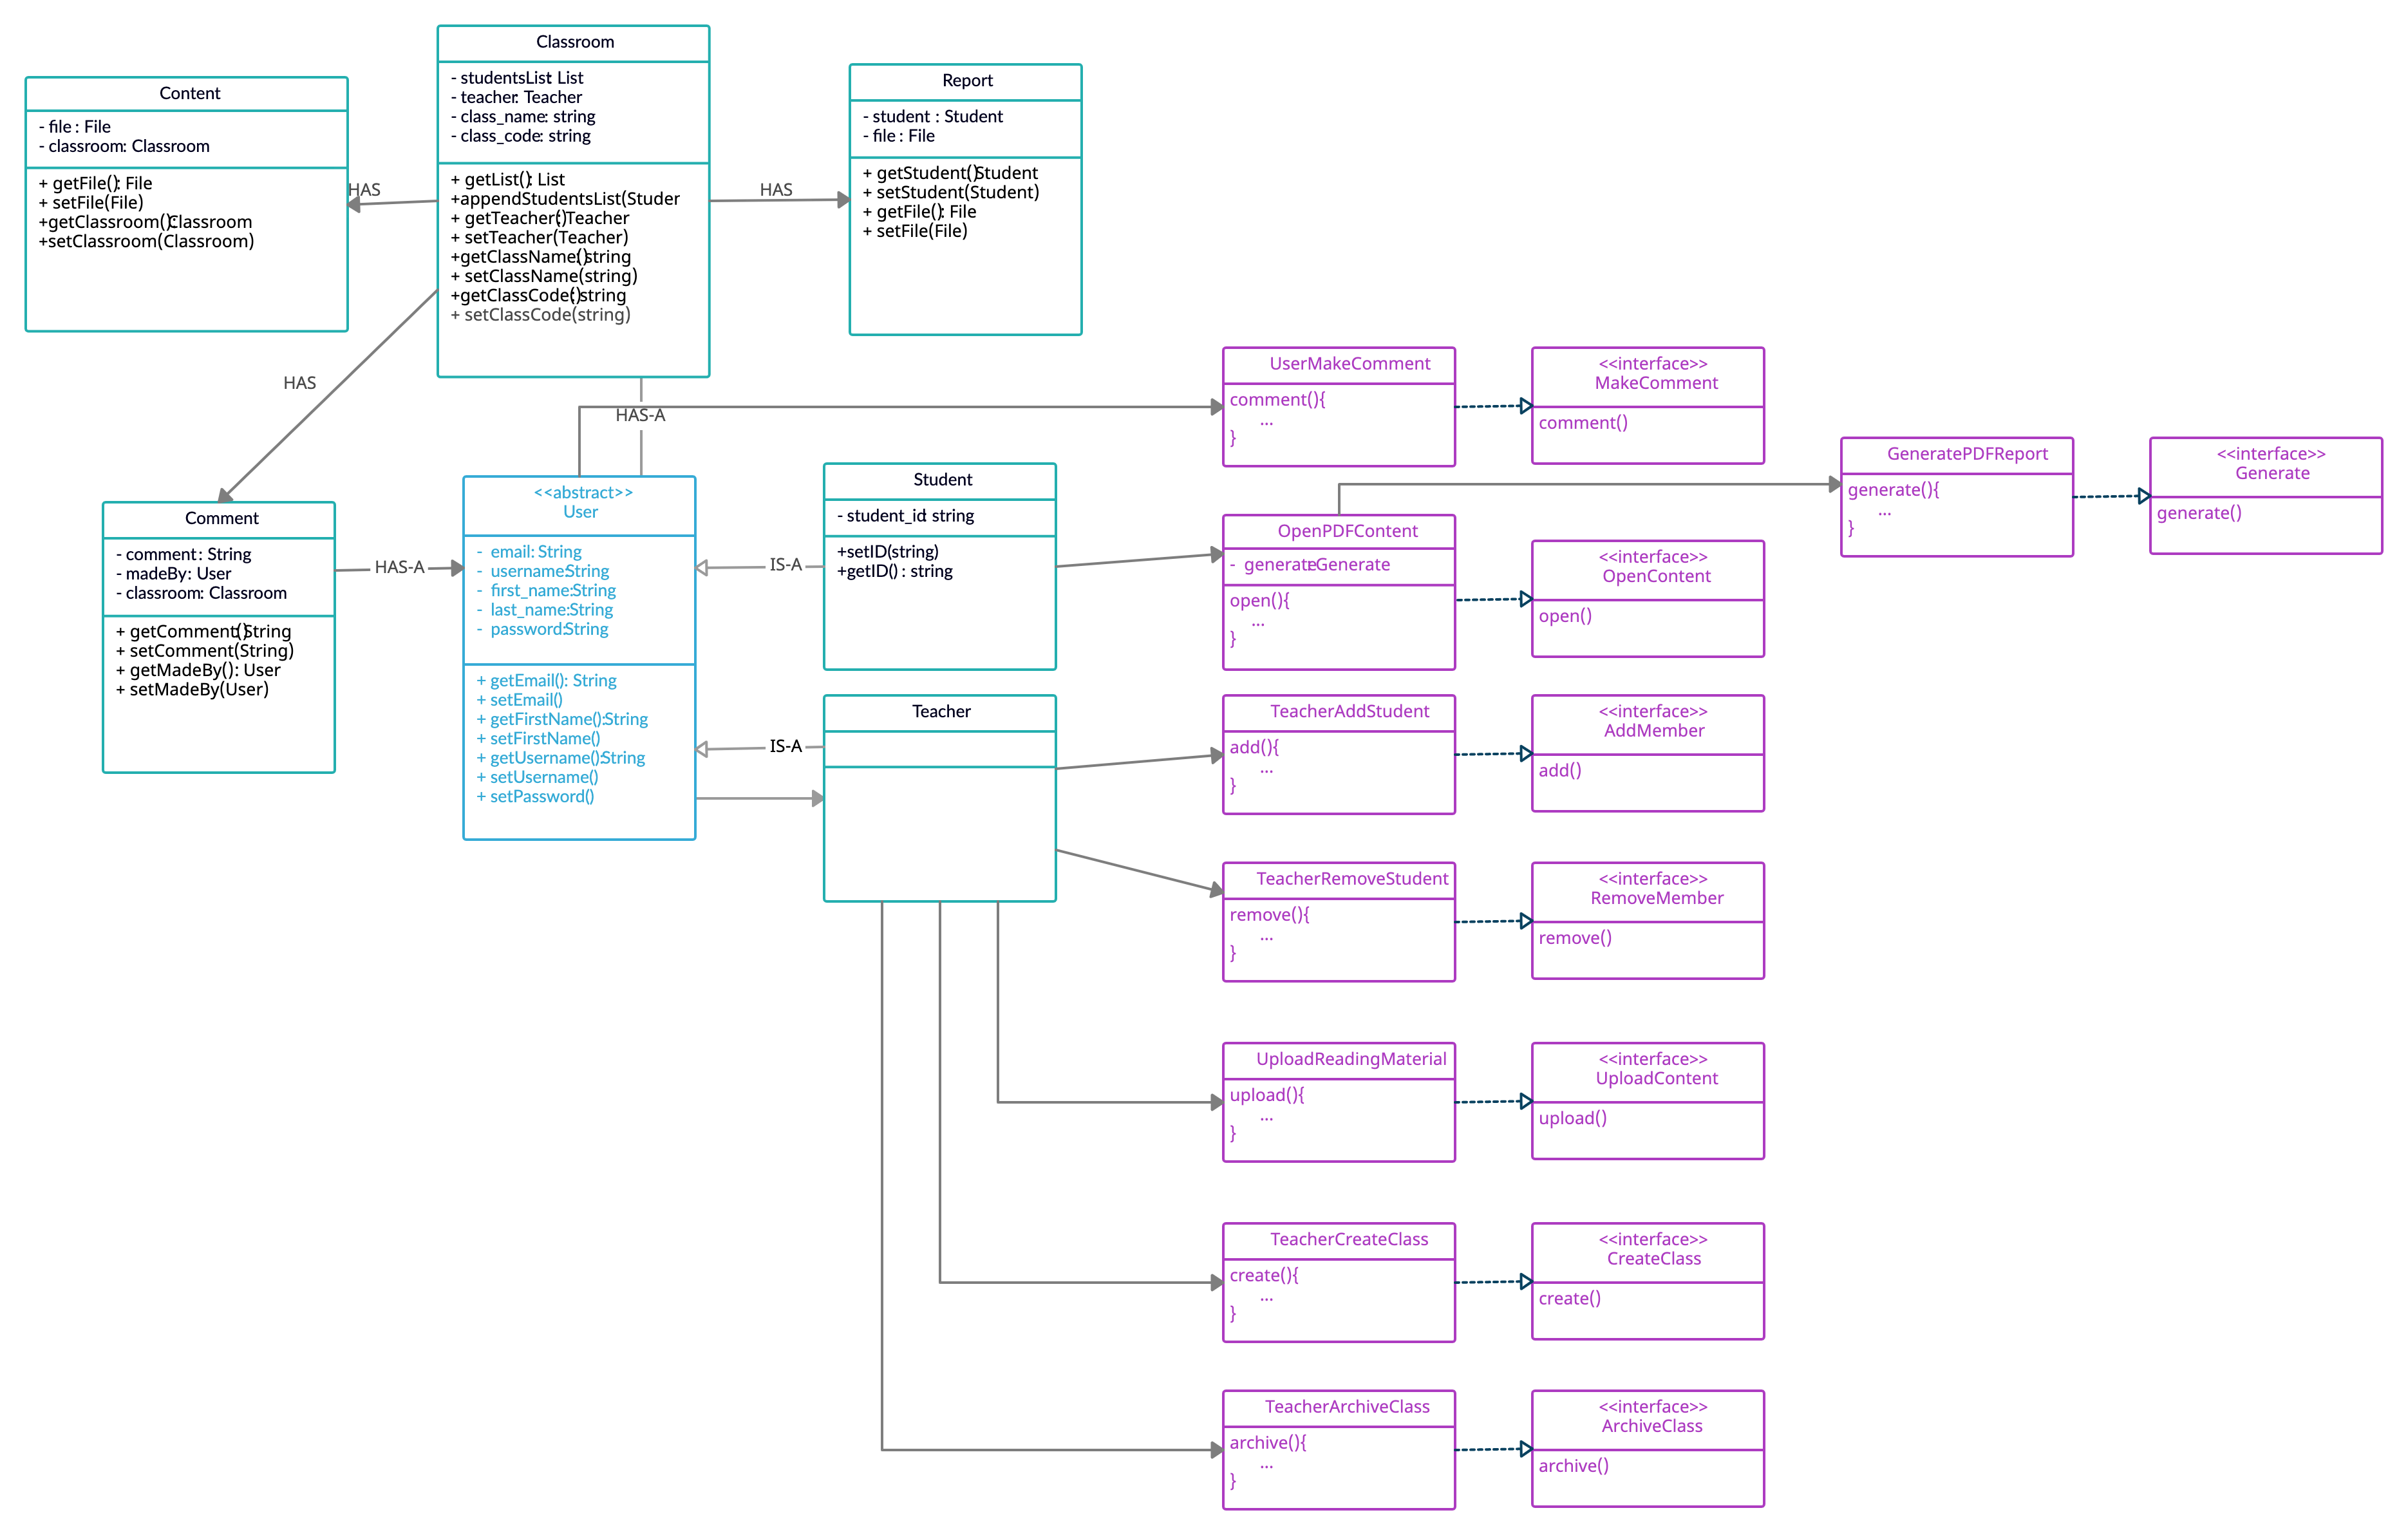 Classroom
- studentsList: List
- teacher: Teacher
- class_name: string
- class_code: string
+ getList(): List
+appendStudentsList(Studer
+ getTeacher():Teacher
+ setTeacher(Teacher)
+getClassName():string
+ setClassName(string)
+getClassCode():string
+ setClassCode(string)
Content
- file : File
- classroom: Classroom
+ getFile(): File
+ setFile(File)
+getClassroom():Classroom
+setClassroom(Classroom)
Report
- student : Student
- file : File
+ getStudent():Student
+ setStudent(Student)
+ getFile(): File
+ setFile(File)
HAS
HAS
HAS
HAS-A
Comment
- comment : String
- madeBy : User
- classroom: Classroom
+ getComment():String
+ setComment(String)
+ getMadeBy() : User
+ setMadeBy(User)
HAS-A
<<abstract>>
User
- email: String
- username:String
- first_name:String
- last_name:String
- password:String
+ getEmail(): String
+ setEmail()
+ getFirstName():String
+ setFirstName()
+ getUsername():String
+ setUsername()
+ setPassword()
IS-A
IS-A
Student
- student_id: string
+setID(string)
+getID() : string
Teacher
UserMakeComment
comment(){
...
}
<<interface>>
MakeComment
comment()
OpenPDFContent
- generate:Generate
open(){
...
}
<<interface>>
OpenContent
open()
GeneratePDFReport
generate(){
...
}
<<interface>>
Generate
generate()
TeacherAddStudent
add(){
...
}
<<interface>>
AddMember
add()
TeacherRemoveStudent
remove(){
...
}
<<interface>>
RemoveMember
remove()
UploadReadingMaterial
upload(){
...
}
<<interface>>
UploadContent
upload()
TeacherCreateClass
create(){
...
}
<<interface>>
CreateClass
create()
TeacherArchiveClass
archive(){
...
}
<<interface>>
ArchiveClass
archive()